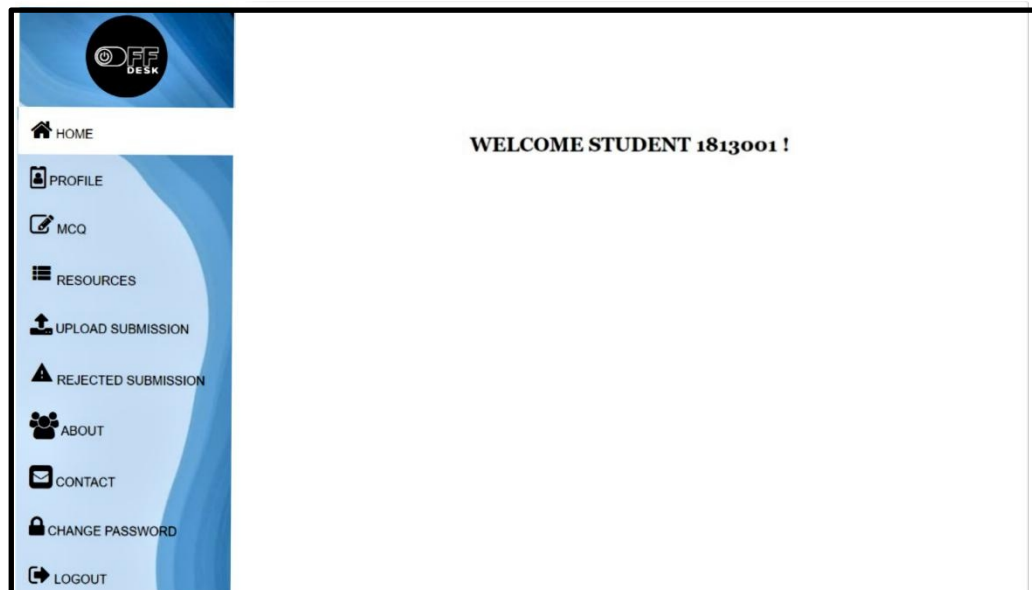 OFF
DESK
HOME
WELCOME STUDENT 1813001 !
PROFILE
MCQ
RESOURCES
UPLOAD SUBMISSION
REJECTED SUBMISSION
ABOUT
CONTACT
CHANGE PASSWORD
LOGOUT